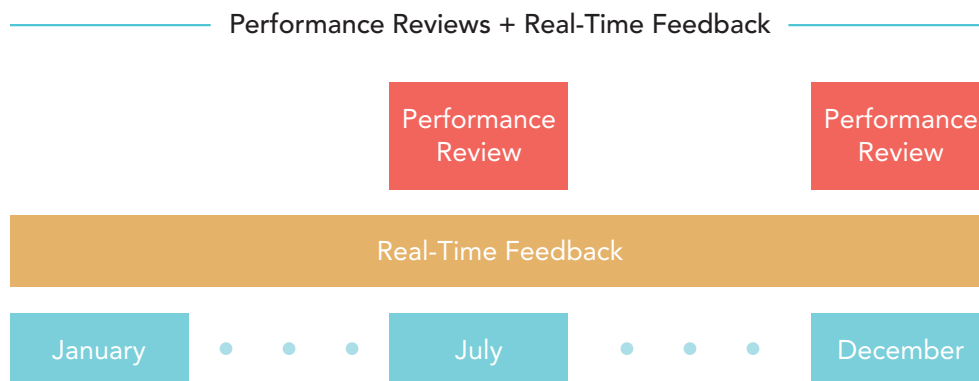 Performance Reviews + Real-Time Feedback
Performance
Review
Performance
Review
Real-Time Feedback
January
July
December